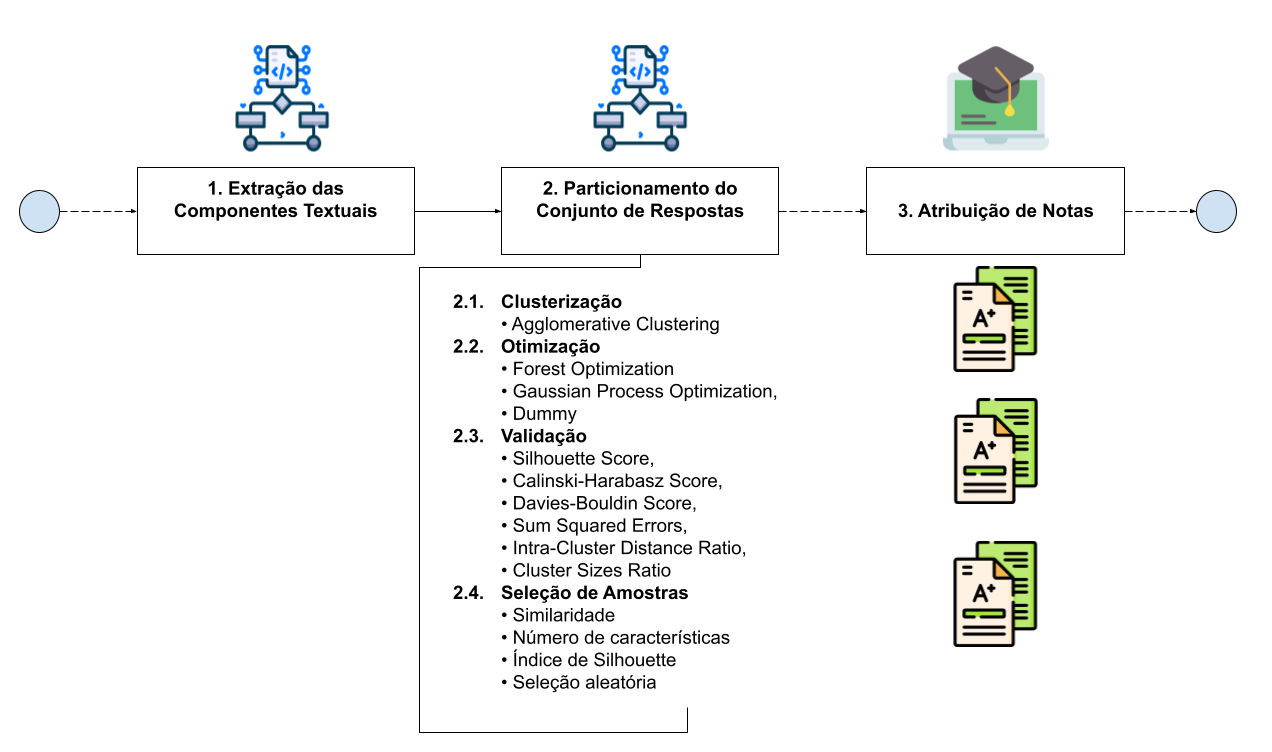 </>
</>
1. Extração das
Componentes Textuais
2. Particionamento do
Conjunto de Respostas
3. Atribuição de Notas
2.1. Clusterização
• Agglomerative Clustering
2.2. Otimização
• Forest Optimization
• Gaussian Process Optimization,
• Dummy
2.3. Validação
• Silhouette Score,
• Calinski-Harabasz Score,
• Davies-Bouldin Score,
• Sum Squared Errors,
• Intra-Cluster Distance Ratio,
• Cluster Sizes Ratio
2.4. Seleção de Amostras
• Similaridade
• Número de características
• Índice de Silhouette
• Seleção aleatória
A+
A+
A+